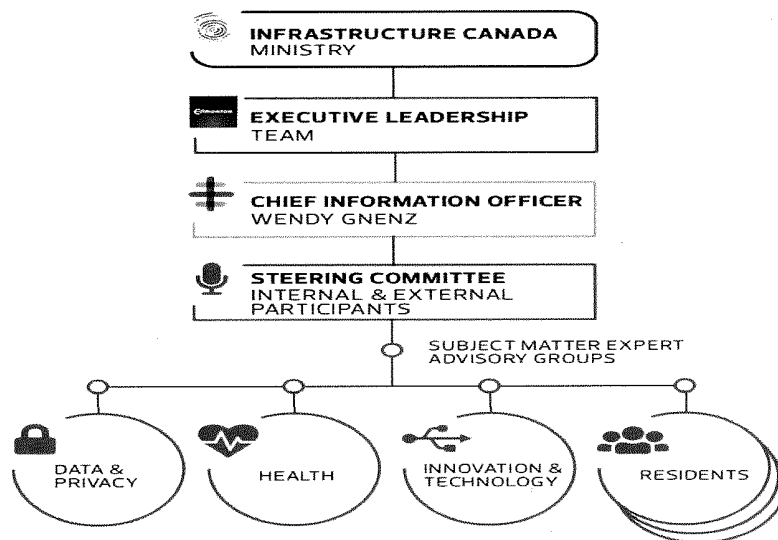 INFRASTRUCTURE CANADA
MINISTRY
Edmonton
EXECUTIVE LEADERSHIP
TEAM
CHIEF INFORMATION OFFICER
WENDY GNENZ
STEERING COMMITTEE
INTERNAL & EXTERNAL
PARTICIPANTS
SUBJECT MATTER EXPERT
ADVISORY GROUPS
DATA &
PRIVACY
HEALTH
INNOVATION &
TECHNOLOGY
RESIDENTS